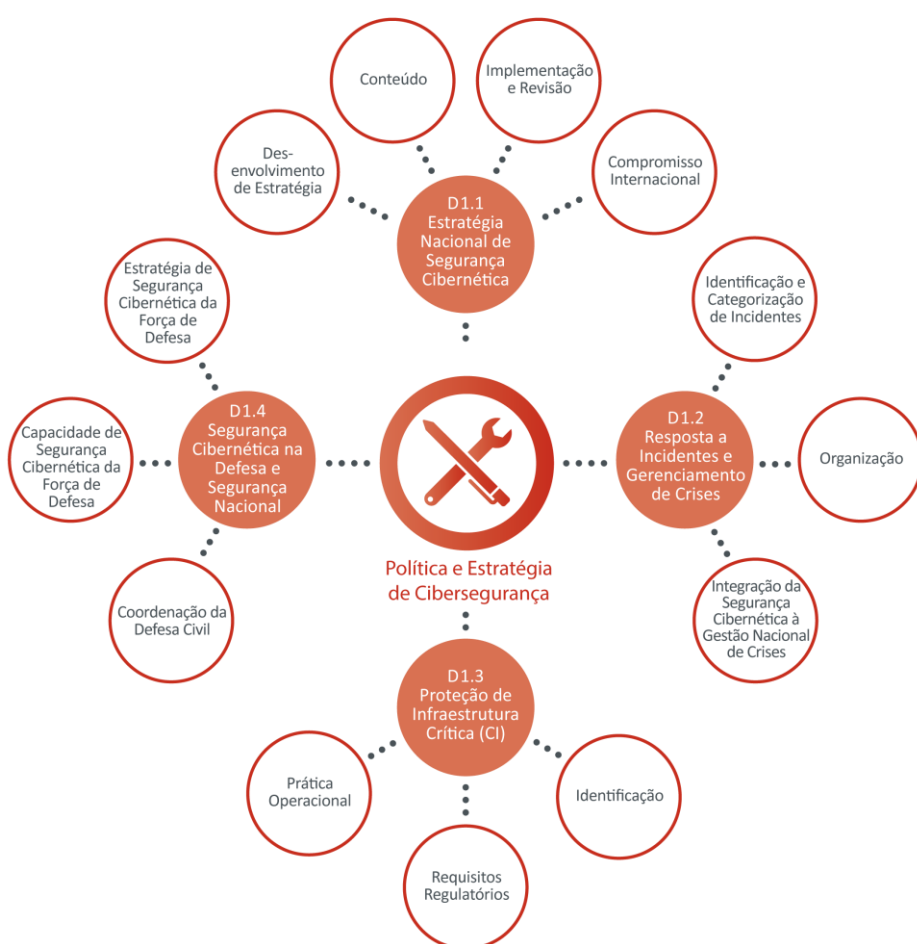 Conteúdo
Implementação
e Revisão
Des-
envolvimento
de Estratégia
Compromisso
Internacional
D1.1
Estratégia
Nacional de
Segurança
Cibernética
Estratégia de
Segurança
Cibernética da
Força de
Defesa
Identificação e
Categorização
de Incidentes
D1.4
Segurança
Cibernética na
Defesa e
Segurança
Nacional
D1.2
Resposta a
Incidentes e
Gerenciamento
de Crises
Capacidade de
Segurança
Cibernética da
Força de
Defesa
Organização
Política e Estratégia
de Cibersegurança
Coordenação da
Defesa Civil
Integração da
Segurança
Cibernética à
Gestão Nacional
de Crises
D1.3
Proteção de
Infraestrutura
Crítica (CI)
Prática
Operacional
Identificação
Requisitos
Regulatórios